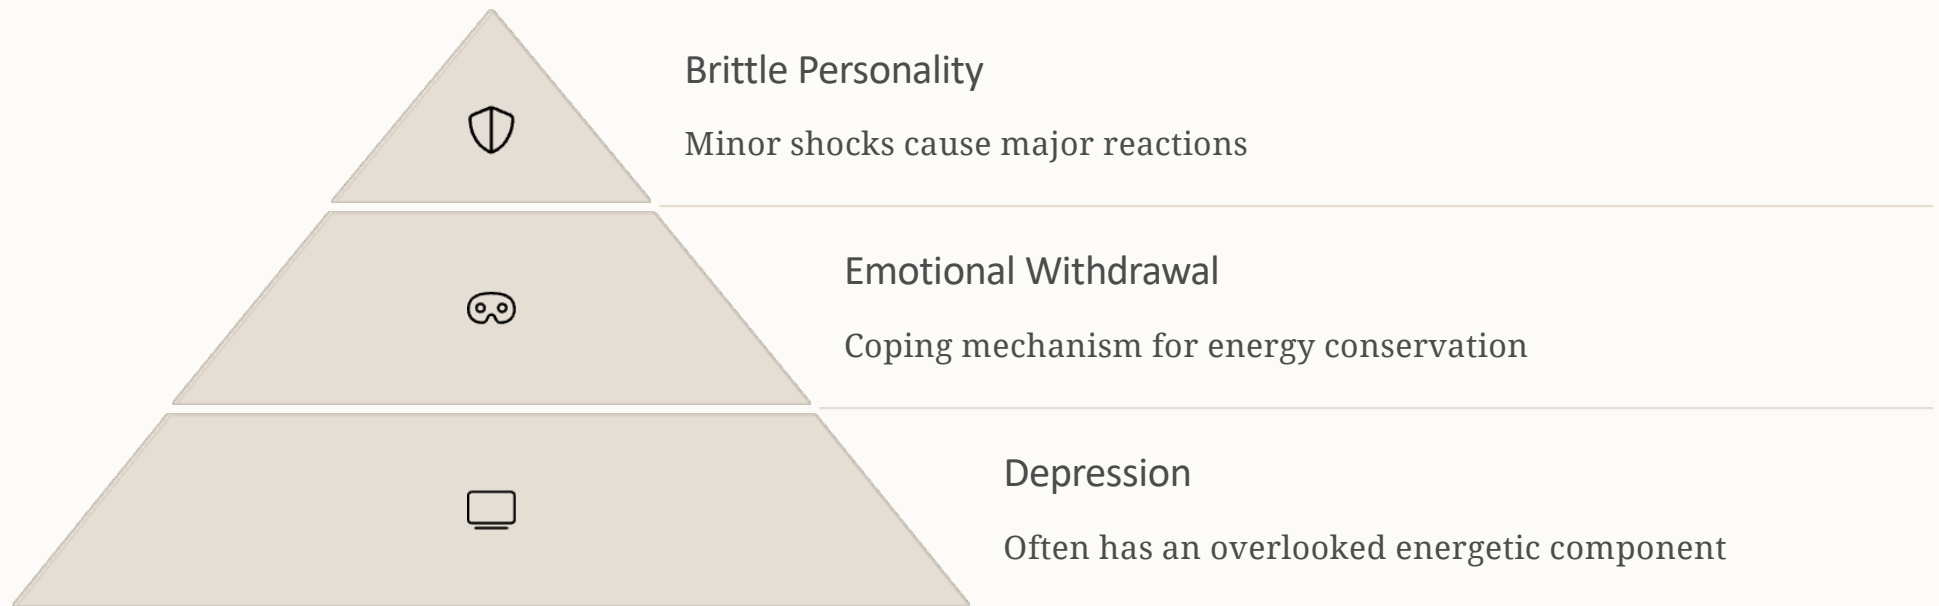 Brittle Personality
Minor shocks cause major reactions
Emotional Withdrawal
Coping mechanism for energy conservation
Depression
Often has an overlooked energetic component